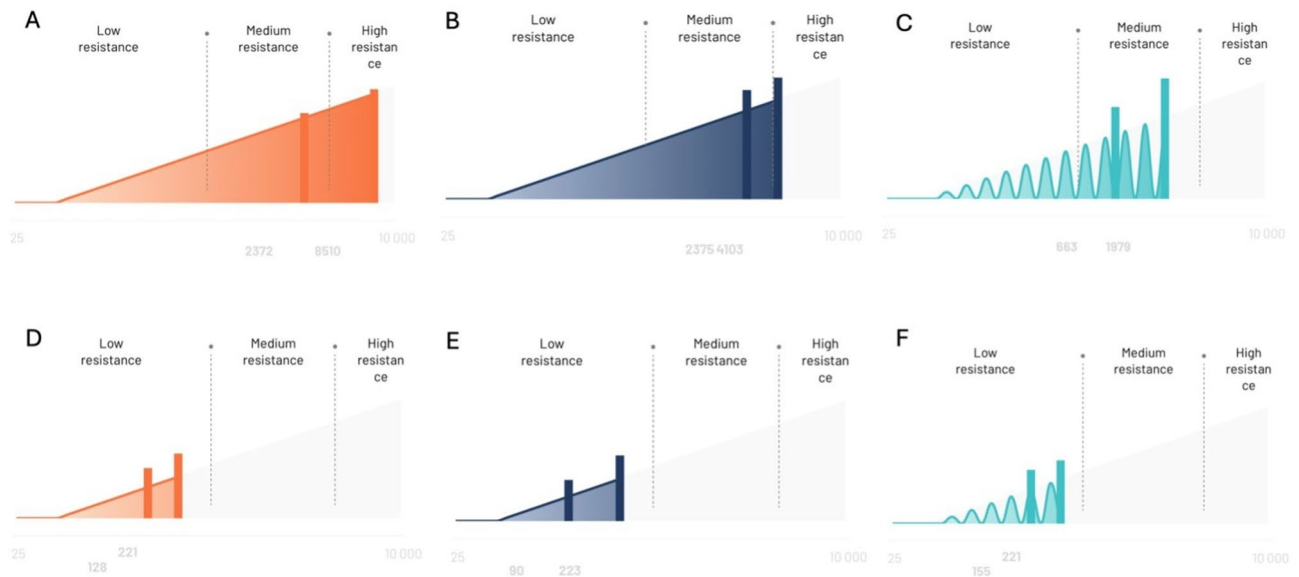 A
Low
resistance
Medium
resistance
High
resistan
ce
25
10 000
2372
8510
B
Low
resistance
Medium
resistance
High
resistan
ce
25
10 000
2375 4103
C
Low
resistance
Medium
resistance
High
resistan
ce
25
10 000
663
1979
D
Low
resistance
Medium
resistance
High
resistan
ce
25
10 000
221
128
E
Low
resistance
Medium
resistance
High
resistan
ce
25
10 000
90
223
F
Low
resistance
Medium
resistance
High
resistan
ce
25
10 000
221
155